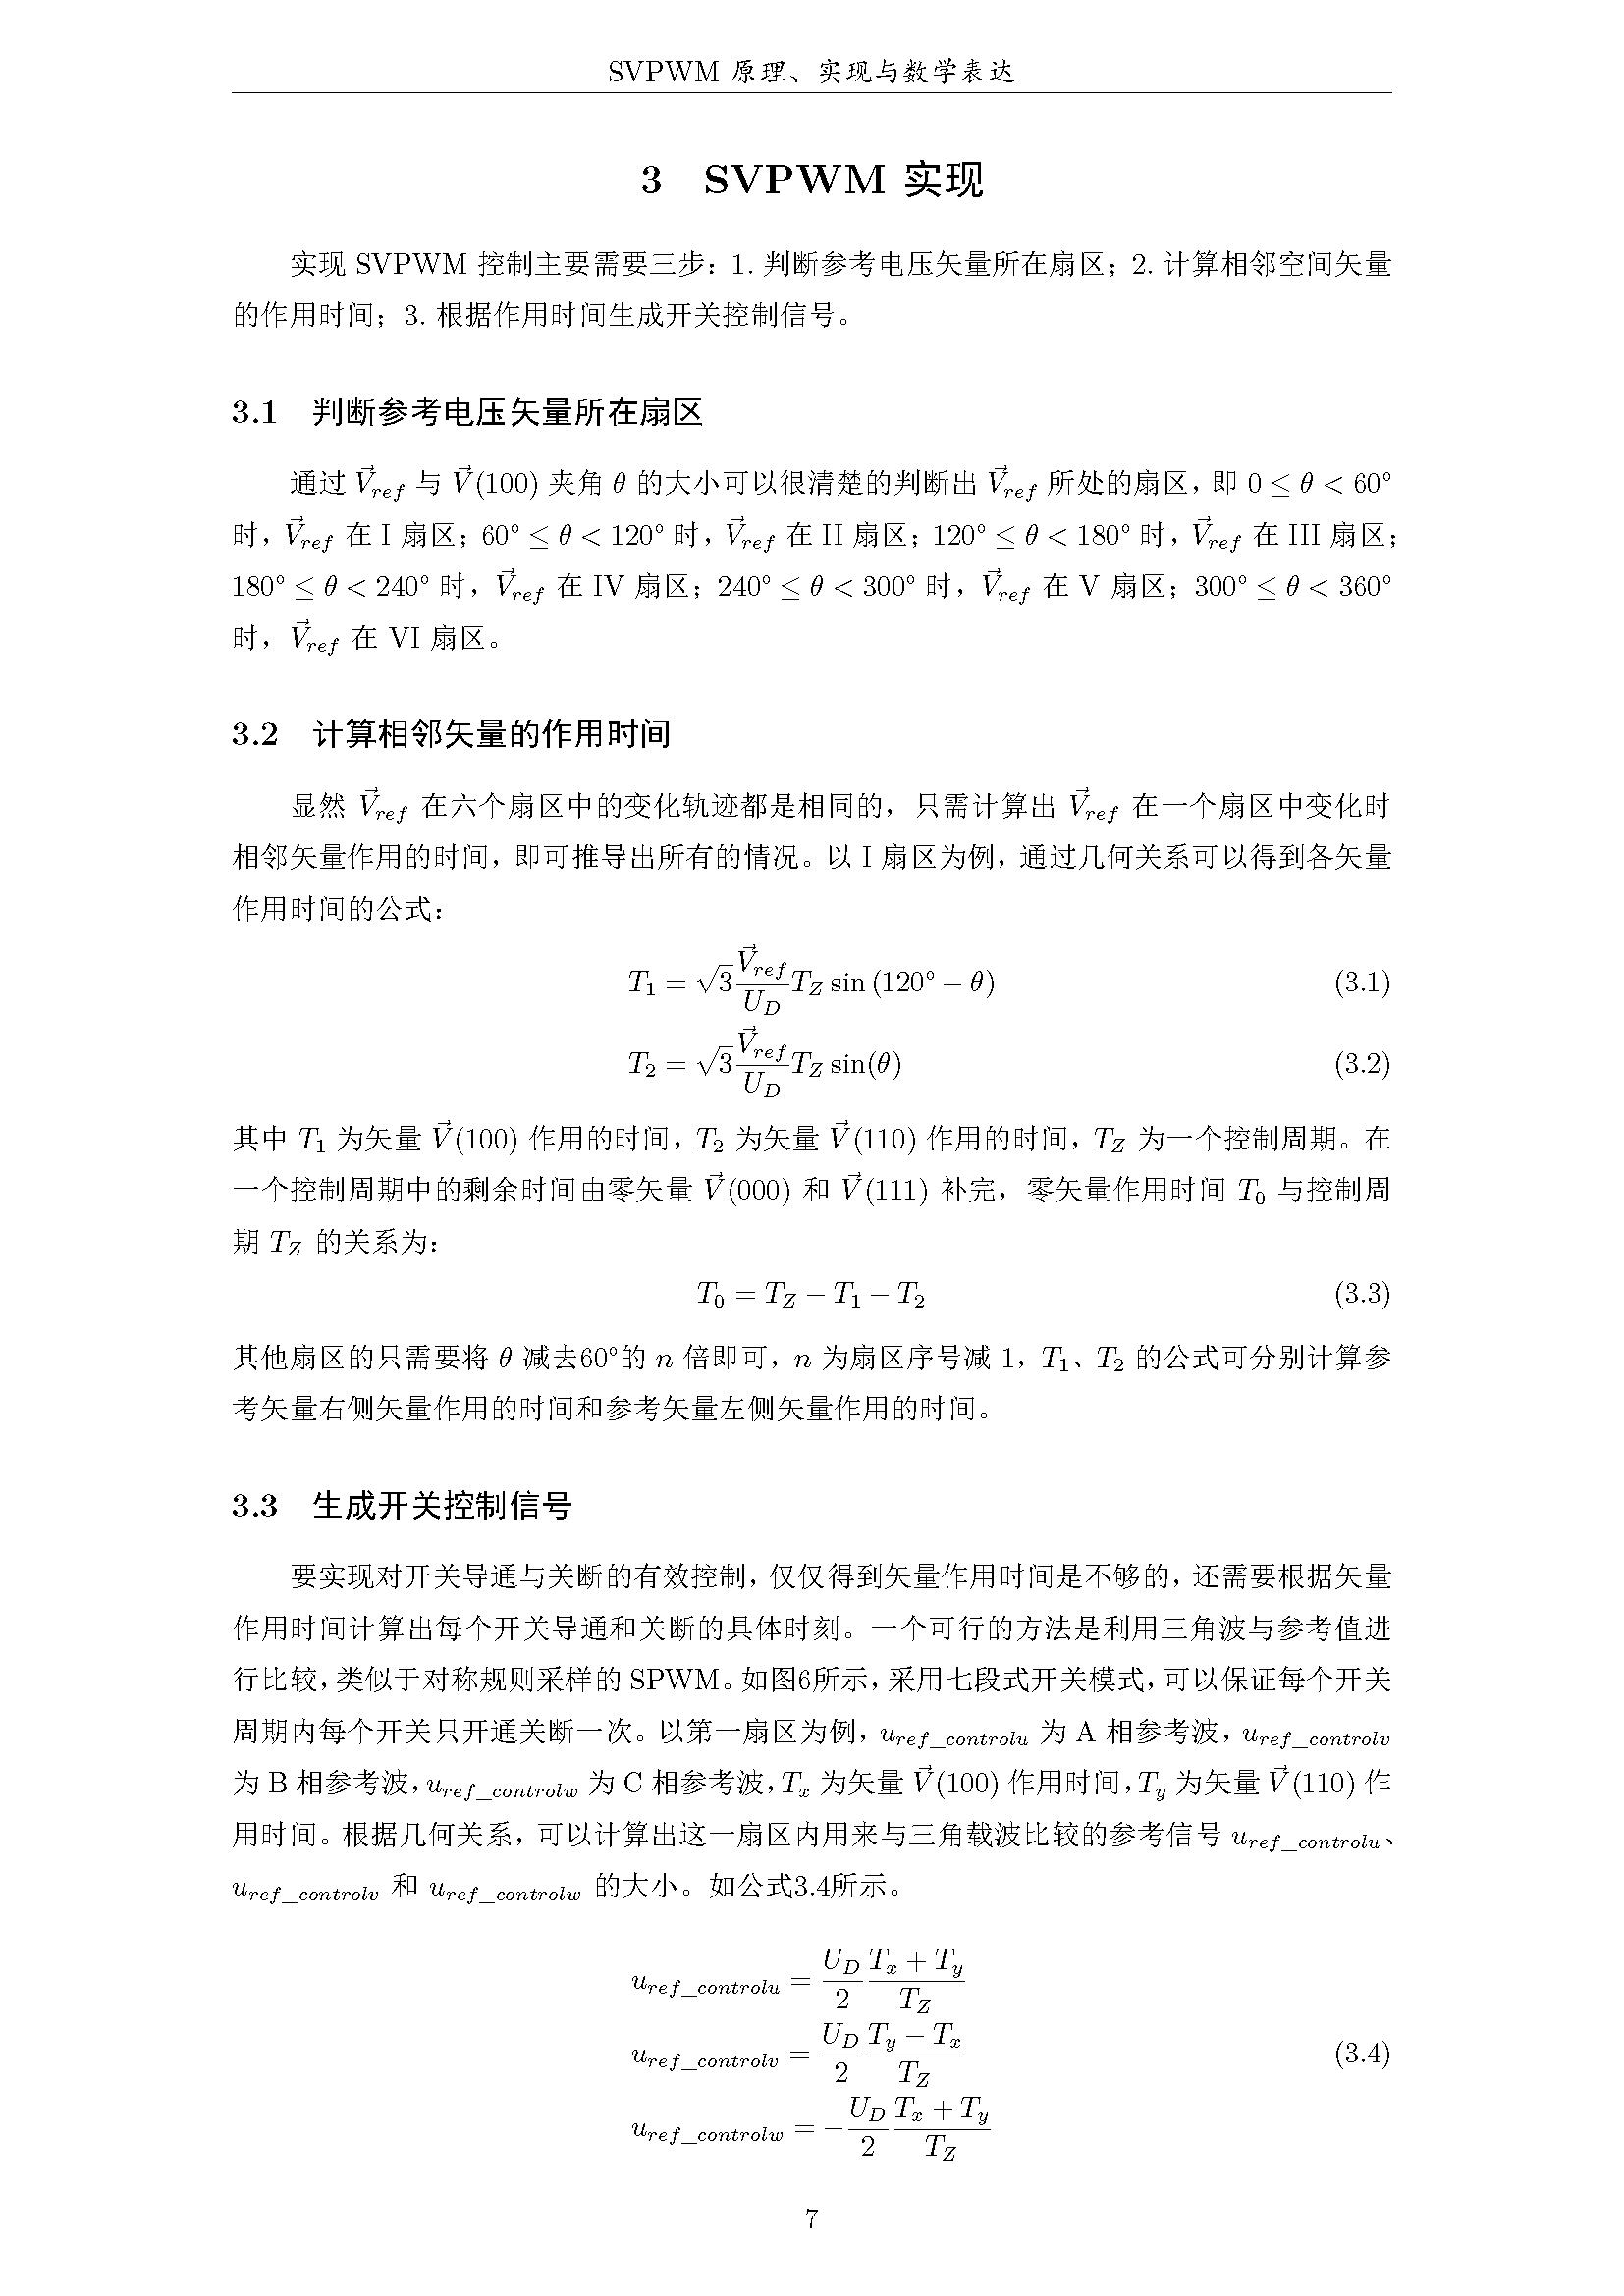 SVPWM 原理、实现与数学表达
3 SVPWM 实现
实现 SVPWM 控制主要需要三步：1. 判断参考电压矢量所在扇区；2. 计算相邻空间矢量
的作用时间；3. 根据作用时间生成开关控制信号。
3.1 判断参考电压矢量所在扇区
通过 $\vec{V}_{ref}$ 与 $\vec{V}(100)$ 夹角 θ 的大小可以很清楚的判断出 $\vec{V}_{ref}$ 所处的扇区，即 0 ≤ θ < 60°
时，$\vec{V}_{ref}$ 在 I 扇区；60° ≤ θ < 120° 时，$\vec{V}_{ref}$ 在 II 扇区；120° ≤ θ < 180° 时，$\vec{V}_{ref}$ 在 III 扇区；
180° ≤ θ < 240° 时，$\vec{V}_{ref}$ 在 IV 扇区；240° ≤ θ < 300° 时，$\vec{V}_{ref}$ 在 V 扇区；300° ≤ θ < 360°
时，$\vec{V}_{ref}$ 在 VI 扇区。
3.2 计算相邻矢量的作用时间
显然 $\vec{V}_{ref}$ 在六个扇区中的变化轨迹都是相同的，只需计算出 $\vec{V}_{ref}$ 在一个扇区中变化时
相邻矢量作用的时间，即可推导出所有的情况。以 I 扇区为例，通过几何关系可以得到各矢量
作用时间的公式：
$T_1 = \sqrt{3}\frac{\vec{V}_{ref}}{U_D}T_Z \sin(120° - θ)$ (3.1)
$T_2 = \sqrt{3}\frac{\vec{V}_{ref}}{U_D}T_Z \sin(θ)$ (3.2)
其中 $T_1$ 为矢量 $\vec{V}(100)$ 作用的时间，$T_2$ 为矢量 $\vec{V}(110)$ 作用的时间，$T_Z$ 为一个控制周期。在
一个控制周期中的剩余时间由零矢量 $\vec{V}(000)$ 和 $\vec{V}(111)$ 补完，零矢量作用时间 $T_0$ 与控制周
期 $T_Z$ 的关系为：
$T_0 = T_Z - T_1 - T_2$ (3.3)
其他扇区的只需要将 θ 减去60°的 n 倍即可，n 为扇区序号减 1，$T_1$、$T_2$ 的公式可分别计算参
考矢量右侧矢量作用的时间和参考矢量左侧矢量作用的时间。
3.3 生成开关控制信号
要实现对开关导通与关断的有效控制，仅仅得到矢量作用时间是不够的，还需要根据矢量
作用时间计算出每个开关导通和关断的具体时刻。一个可行的方法是利用三角波与参考值进
行比较，类似于对称规则采样的 SPWM。如图6所示，采用七段式开关模式，可以保证每个开关
周期内每个开关只开通关断一次。以第一扇区为例，$u_{ref\_controlu}$ 为 A 相参考波，$u_{ref\_controlv}$
为 B 相参考波，$u_{ref\_controlw}$ 为 C 相参考波，$T_x$ 为矢量 $\vec{V}(100)$ 作用时间，$T_y$ 为矢量 $\vec{V}(110)$ 作
用时间。根据几何关系，可以计算出这一扇区内用来与三角载波比较的参考信号 $u_{ref\_controlu}$、
$u_{ref\_controlv}$ 和 $u_{ref\_controlw}$ 的大小。如公式3.4所示。
$u_{ref\_controlu} = \frac{U_D}{2}\frac{T_x + T_y}{T_Z}$
$u_{ref\_controlv} = \frac{U_D}{2}\frac{T_y - T_x}{T_Z}$ (3.4)
$u_{ref\_controlw} = -\frac{U_D}{2}\frac{T_x + T_y}{T_Z}$
7